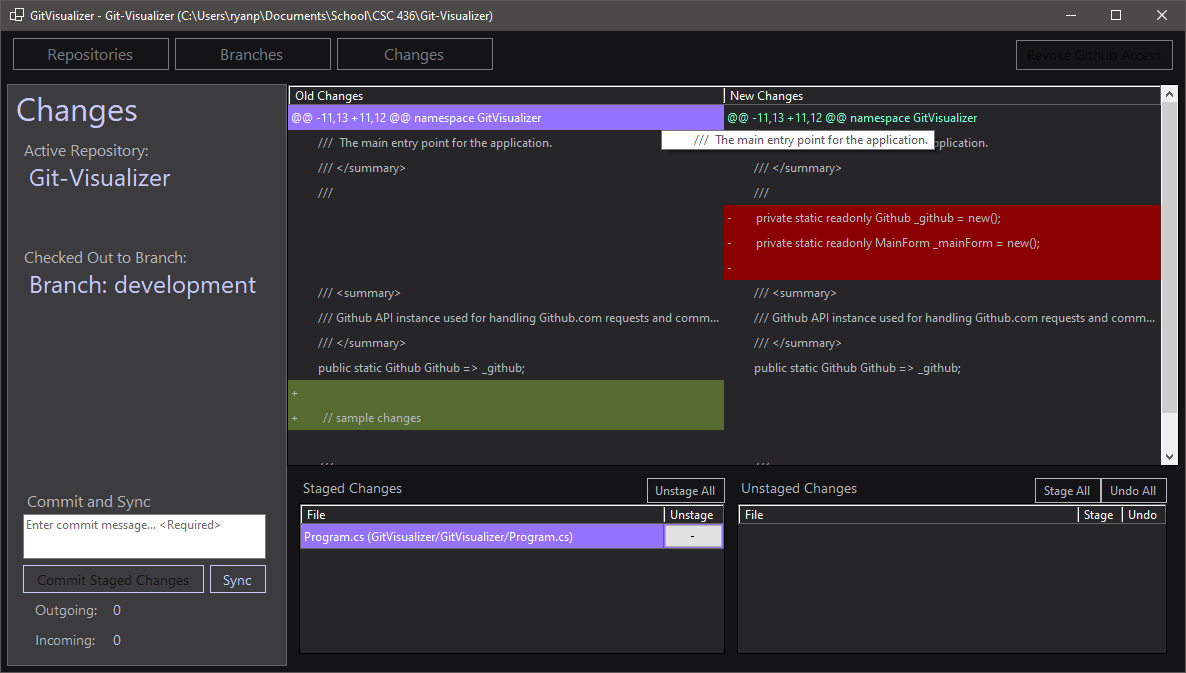 GitVisualizer - Git-Visualizer (C:\Users\ryanp\Documents\School\CSC 436\Git-Visualizer)
Repositories
Branches
Changes
Revoke Github Access
Changes
Active Repository:
Git-Visualizer
Checked Out to Branch:
Branch: development
Commit and Sync
Enter commit message... <Required>
Commit Staged Changes
Sync
Outgoing: 0
Incoming: 0
Old Changes
New Changes
@@ -11,13 +11,12 @@ namespace GitVisualizer
@@ -11,13 +11,12 @@ namespace GitVisualizer
/// The main entry point for the application.
/// The main entry point for the application.
pplication.
/// </summary>
/// </summary>
///
///
- private static readonly Github _github = new();
- private static readonly MainForm _mainForm = new();
-
/// <summary>
/// <summary>
/// Github API instance used for handling Github.com requests and comm...
/// Github API instance used for handling Github.com requests and comm...
/// </summary>
/// </summary>
public static Github Github => _github;
public static Github Github => _github;
+
+ // sample changes
Staged Changes
Unstage All
File
Unstage
Program.cs (GitVisualizer/GitVisualizer/Program.cs)
-
Unstaged Changes
Stage All
Undo All
File
Stage
Undo